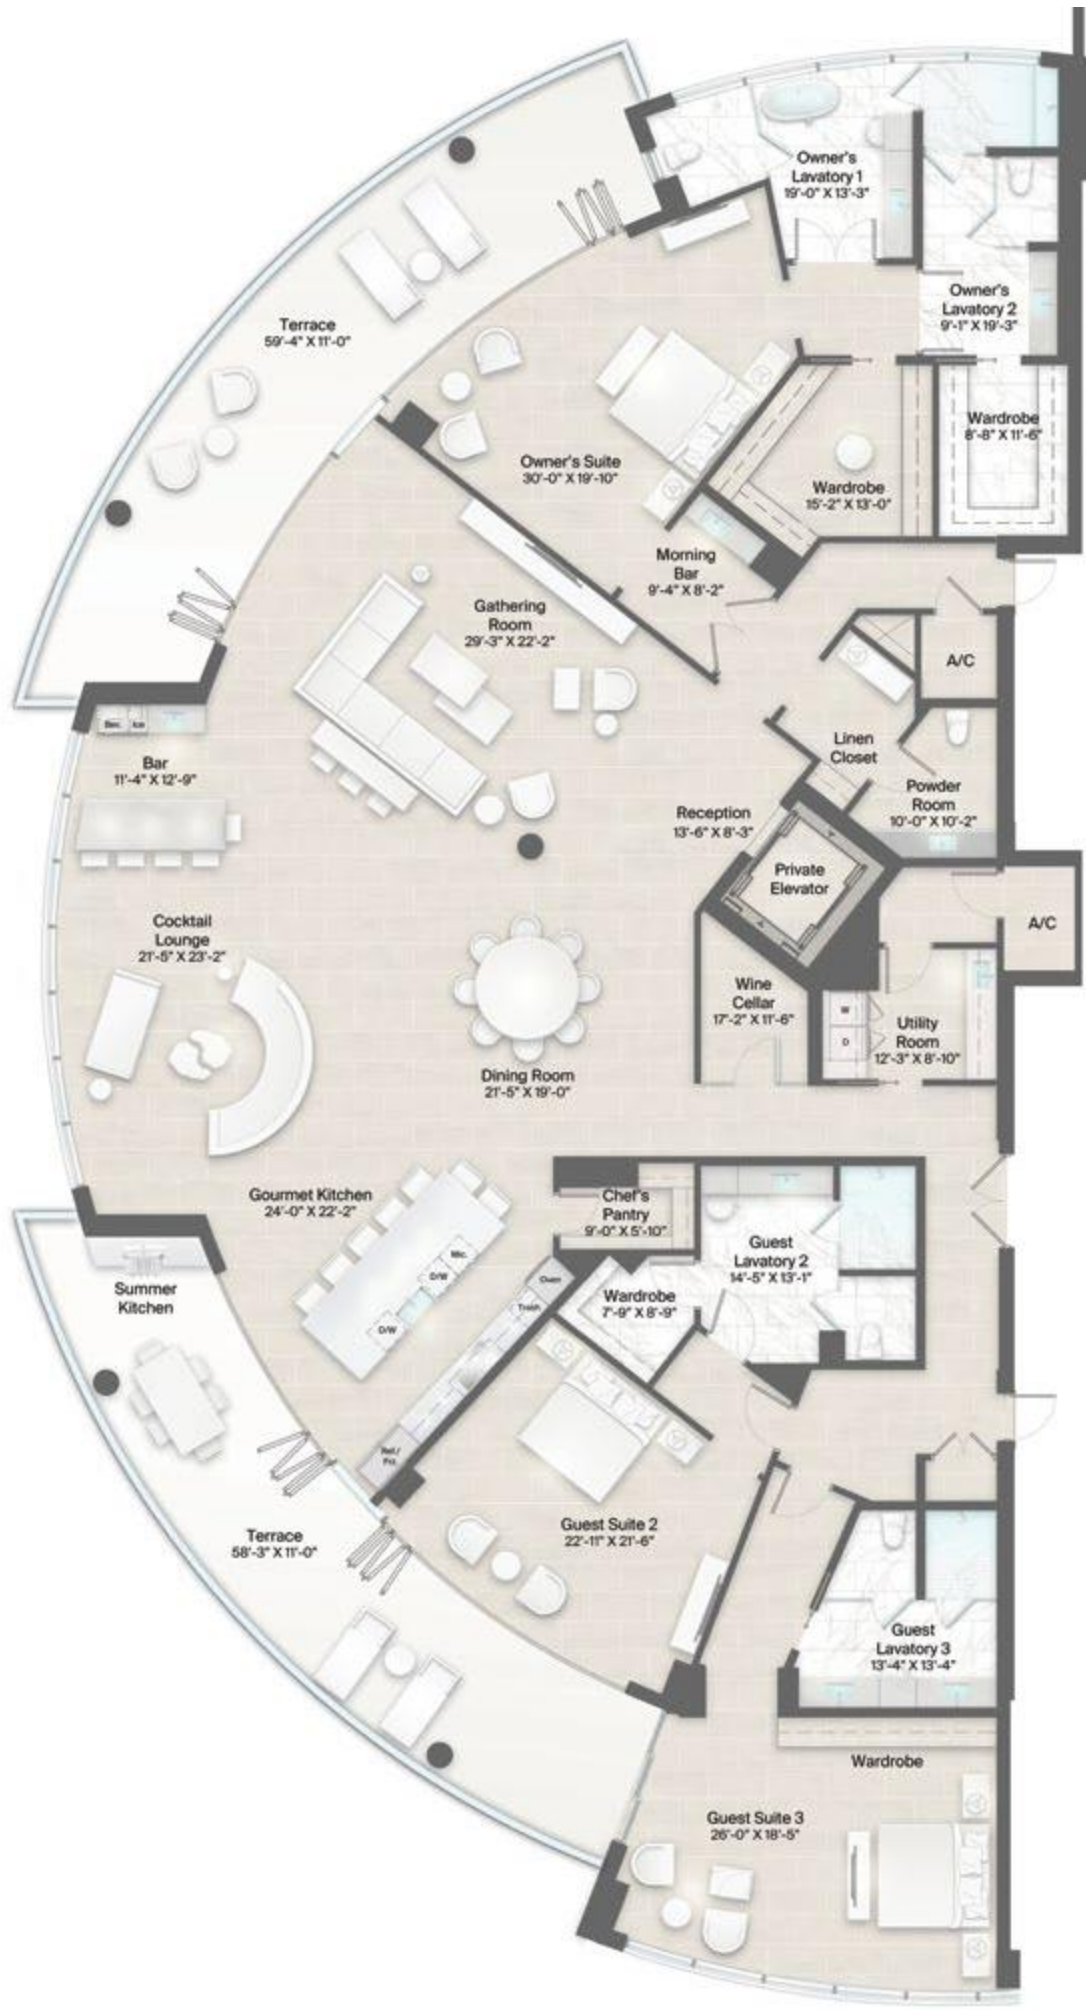 Owner's
Lavatory 1
19'-0" X 13'-3"
Owner's
Lavatory 2
9'-1" X 19'-3"
Terrace
59'-4" X 11'-0"
Wardrobe
8'-8" X 11'-6"
Owner's Suite
30'-0" X 19'-10"
Wardrobe
15'-2" X 13'-0"
Morning
Bar
9'-4" X 8'-2"
Gathering
Room
29'-3" X 22'-2"
A/C
Bev.
Ice
Linen
Closet
Bar
11'-4" X 12'-9"
Powder
Room
10'-0" X 10'-2"
Reception
13'-6" X 8'-3"
Private
Elevator
Cocktail
Lounge
21'-5" X 23'-2"
A/C
Wine
Cellar
17'-2" X 11'-6"
W
D
Utility
Room
12'-3" X 8'-10"
Dining Room
21'-5" X 19'-0"
Gourmet Kitchen
24'-0" X 22'-2"
Chef's
Pantry
9'-0" X 5'-10"
Guest
Lavatory 2
14'-5" X 13'-1"
Mic.
D/W
D/W
Oven
Trash
Summer
Kitchen
Wardrobe
7'-9" X 8'-9"
Ref./
Frz.
Guest Suite 2
22'-11" X 21'-6"
Terrace
58'-3" X 11'-0"
Guest
Lavatory 3
13'-4" X 13'-4"
Wardrobe
Guest Suite 3
26'-0" X 18'-5"